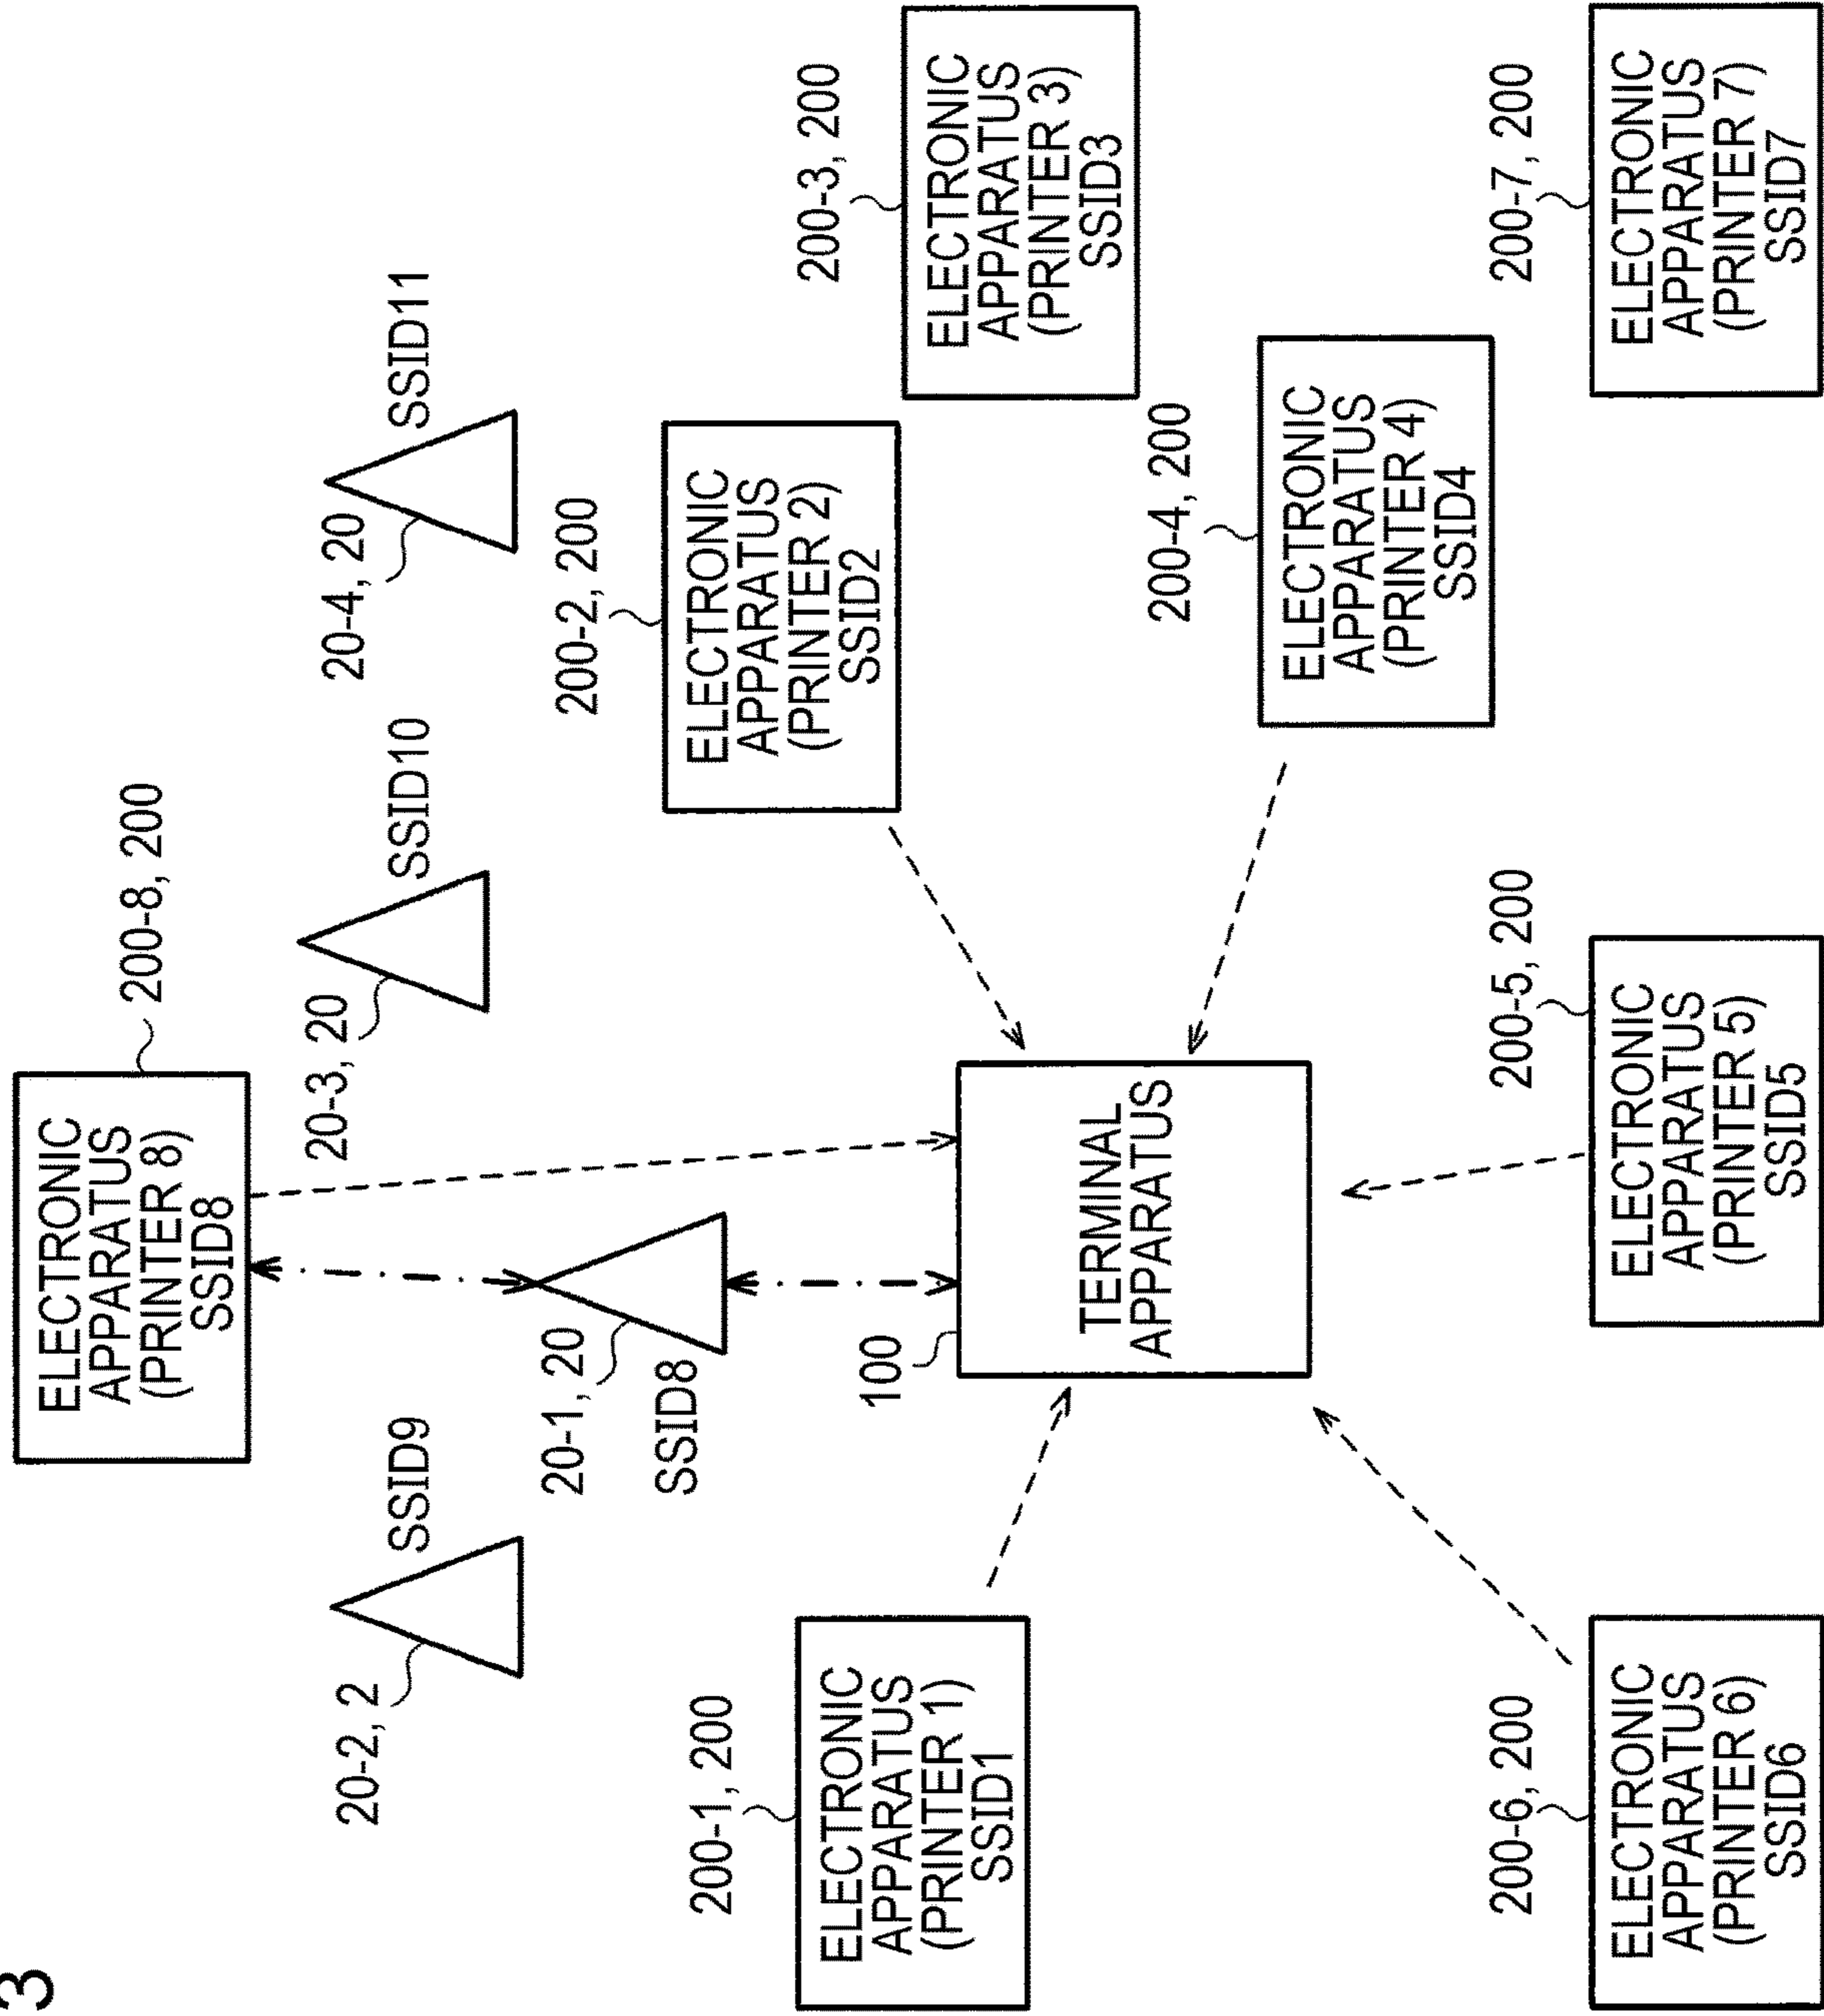 3
ELECTRONIC
APPARATUS
(PRINTER 8)
SSID8
200-8, 200
20-2, 2
SSID9
20-3, 20
SSID10
20-4, 20
SSID11
20-1, 20
SSID8
200-2, 200
ELECTRONIC
APPARATUS
(PRINTER 2)
SSID2
200-1, 200
ELECTRONIC
APPARATUS
(PRINTER 1)
SSID1
100
TERMINAL
APPARATUS
200-3, 200
ELECTRONIC
APPARATUS
(PRINTER 3)
SSID3
200-4, 200
ELECTRONIC
APPARATUS
(PRINTER 4)
SSID4
200-6, 200
ELECTRONIC
APPARATUS
(PRINTER 6)
SSID6
200-5, 200
ELECTRONIC
APPARATUS
(PRINTER 5)
SSID5
200-7, 200
ELECTRONIC
APPARATUS
(PRINTER 7)
SSID7